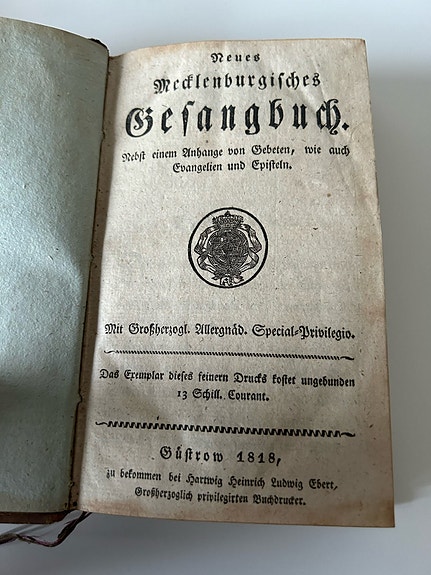 Neues
Mecklenburgisches
Gesangbuch.
Nebst einem Anhange von Gebeten, wie auch
Evangelien und Episteln.
Mit Großherzogl. Allergnäd. Special-Privilegio.
Das Exemplar dieses feinern Drucks kostet ungebunden
13 Schill. Courant.
Güstrow 1818,
zu bekommen bei Hartwig Heinrich Ludwig Ebert,
Großherzoglich privilegirten Buchdrucker.